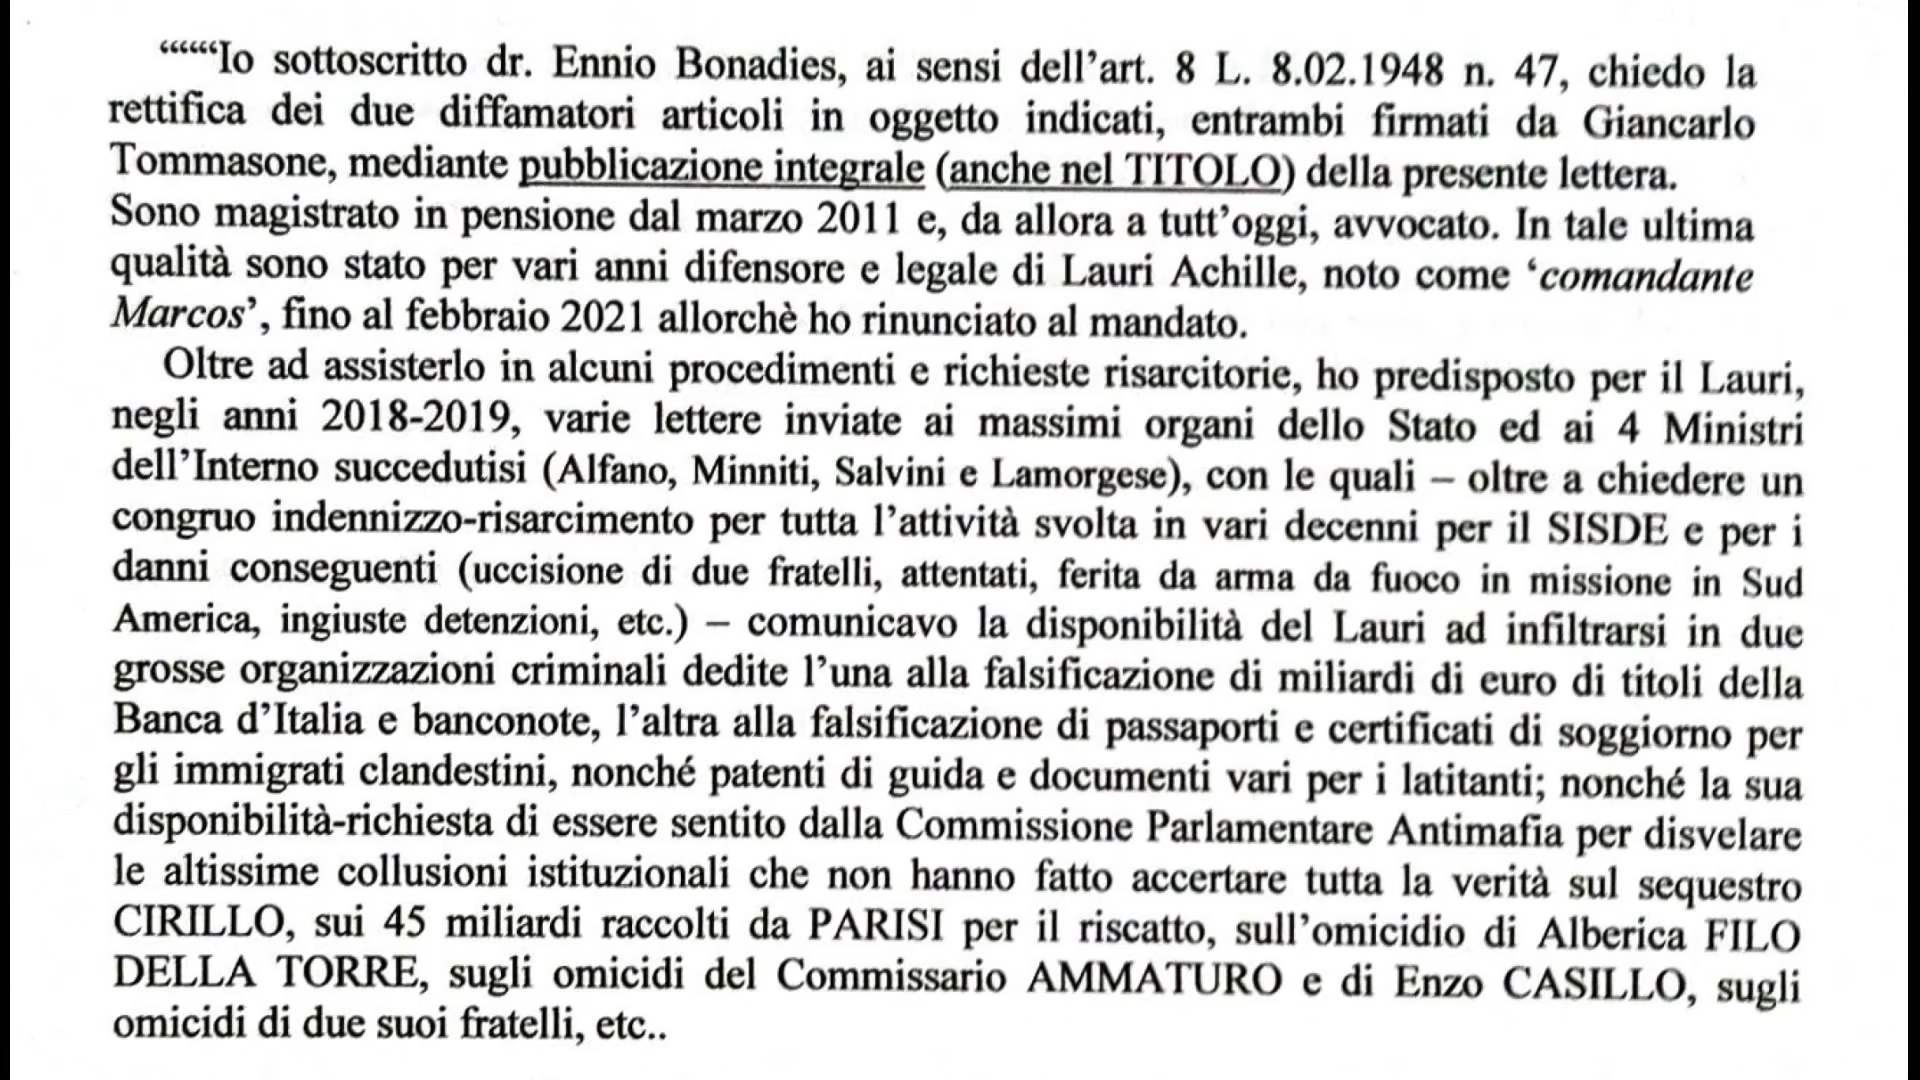 ““““Io sottoscritto dr. Ennio Bonadies, ai sensi dell’art. 8 L. 8.02.1948 n. 47, chiedo la
rettifica dei due diffamatori articoli in oggetto indicati, entrambi firmati da Giancarlo
Tommasone, mediante pubblicazione integrale (anche nel TITOLO) della presente lettera.
Sono magistrato in pensione dal marzo 2011 e, da allora a tutt’oggi, avvocato. In tale ultima
qualità sono stato per vari anni difensore e legale di Lauri Achille, noto come ‘comandante
Marcos’, fino al febbraio 2021 allorchè ho rinunciato al mandato.
Oltre ad assisterlo in alcuni procedimenti e richieste risarcitorie, ho predisposto per il Lauri,
negli anni 2018-2019, varie lettere inviate ai massimi organi dello Stato ed ai 4 Ministri
dell’Interno succedutisi (Alfano, Minniti, Salvini e Lamorgese), con le quali – oltre a chiedere un
congruo indennizzo-risarcimento per tutta l’attività svolta in vari decenni per il SISDE e per i
danni conseguenti (uccisione di due fratelli, attentati, ferita da arma da fuoco in missione in Sud
America, ingiuste detenzioni, etc.) – comunicavo la disponibilità del Lauri ad infiltrarsi in due
grosse organizzazioni criminali dedite l’una alla falsificazione di miliardi di euro di titoli della
Banca d’Italia e banconote, l’altra alla falsificazione di passaporti e certificati di soggiorno per
gli immigrati clandestini, nonché patenti di guida e documenti vari per i latitanti; nonché la sua
disponibilità-richiesta di essere sentito dalla Commissione Parlamentare Antimafia per disvelare
le altissime collusioni istituzionali che non hanno fatto accertare tutta la verità sul sequestro
CIRILLO, sui 45 miliardi raccolti da PARISI per il riscatto, sull’omicidio di Alberica FILO
DELLA TORRE, sugli omicidi del Commissario AMMATURO e di Enzo CASILLO, sugli
omicidi di due suoi fratelli, etc..